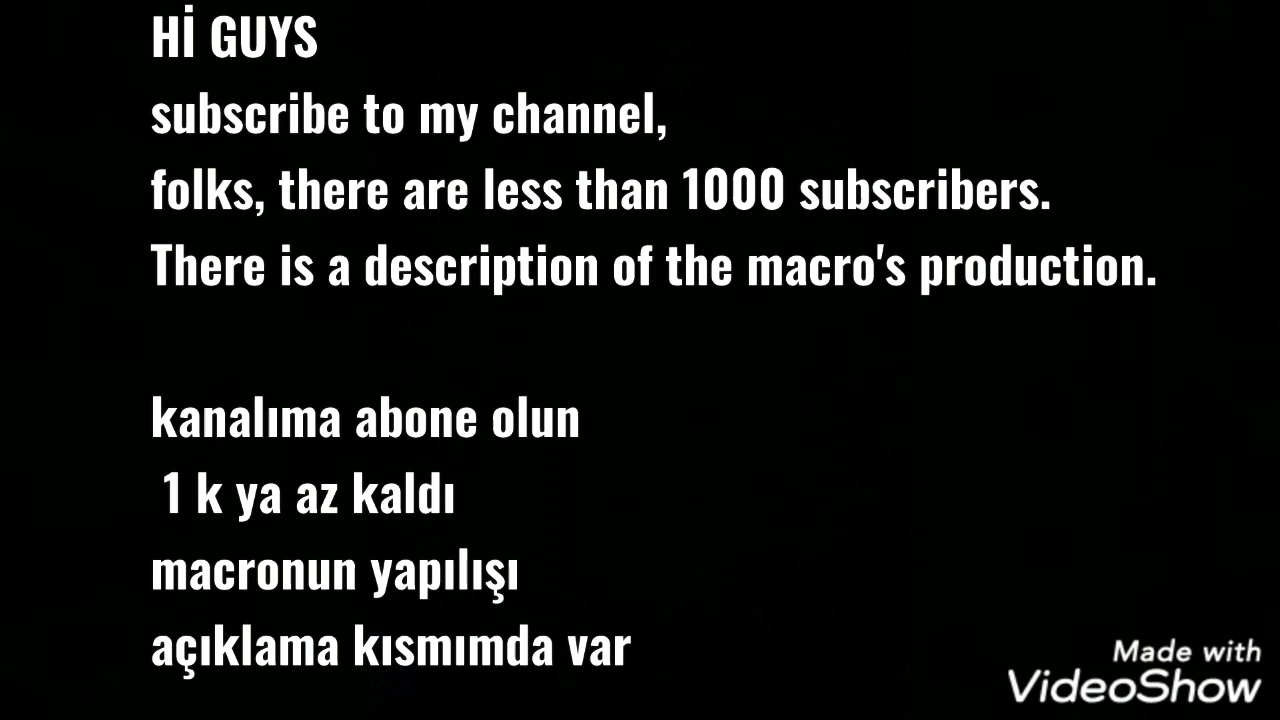 Hİ GUYS
subscribe to my channel,
folks, there are less than 1000 subscribers.
There is a description of the macro's production.
kanalıma abone olun
1 k ya az kaldı
macronun yapılışı
açıklama kısmımda var
Made with
VideoShow